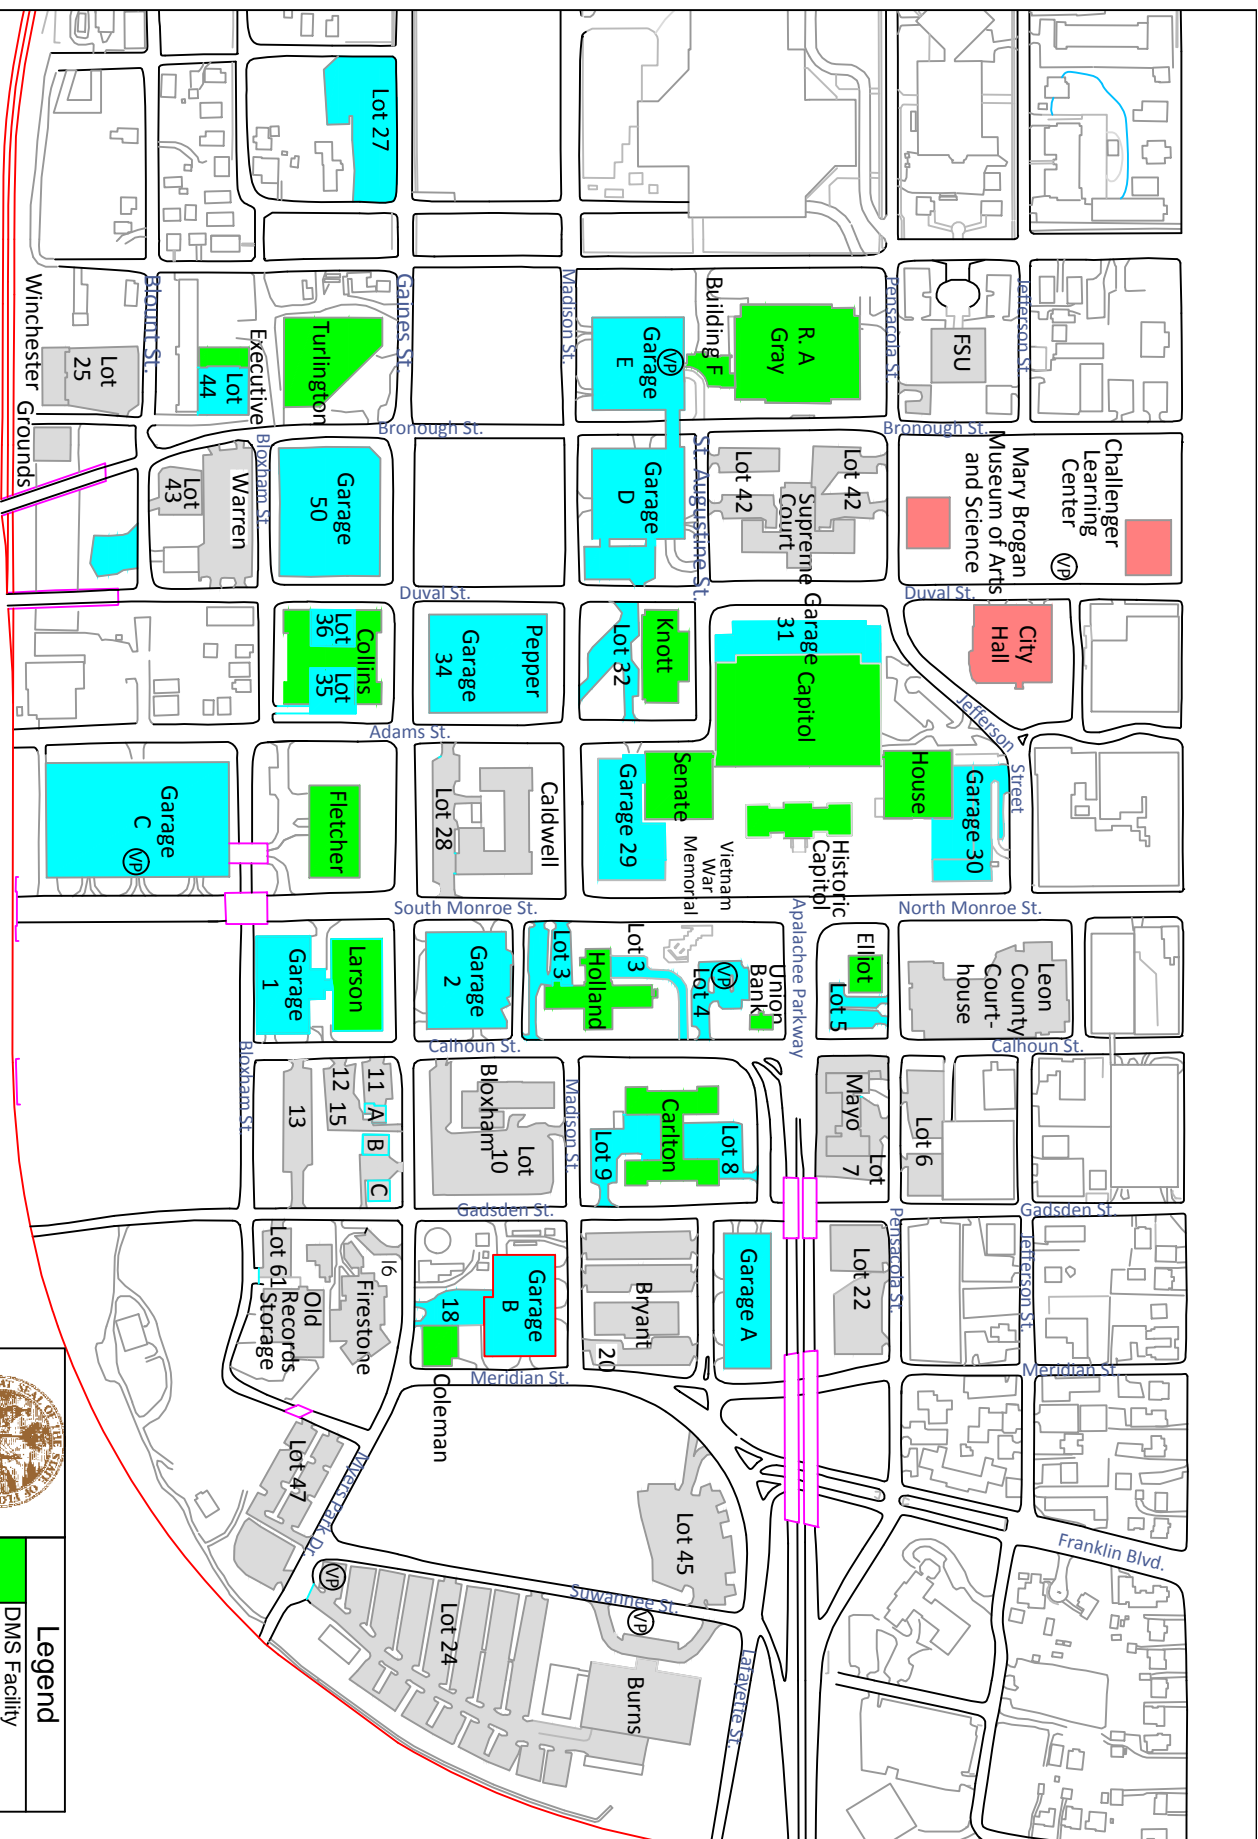 Lot 27
Winchester
Lot
25
Grounds
Blount St.
Executive
Lot
44
Turlington
Gaines St.
Madison St.
Building F
Garage
E
VP
R. A
Gray
Pensacola St.
FSU
Jefferson St
Bronough St.
Bronough St.
Bloxham St
Lot
43
Warren
Garage
50
Garage
D
St. Augustine St.
Lot 42
Lot 42
Supreme
Court
Mary Brogan
Museum of Arts
and Science
Challenger
Learning
Center
VP
Duval St.
Duval St.
Lot
36
Collins
Lot
35
Pepper
Garage
34
Lot 32
Knott
Garage
31
Capitol
City
Hall
Jefferson
Street
Adams St.
Garage
C
VP
Fletcher
Lot 28
Caldwell
Garage 29
Senate
House
Garage 30
Vietnam
War
Memorial
Historic
Capitol
South Monroe St.
Apalachee Parkway
North Monroe St.
Garage
1
Larson
Garage
2
Lot 3
Holland
Lot 3
Lot 4
VP
Union
Bank
Elliot
Lot 5
Leon
County
Court-
house
Calhoun St.
Calhoun St.
Bloxham St.
13
12
15
11
A
B
C
Bloxham
Lot
10
Madison St.
Carlton
Lot 9
Lot 8
Mayo
Lot
7
Lot 6
Gadsden St.
Gadsden St.
Lot 61
Old
Records
Storage
Firestone
16
18
Garage
B
Coleman
Bryant
20
Garage A
Lot 22
Pensacola St.
Jefferson St.
Meridian St.
Meridian St.
Lot 47
Myers Park Dr.
VP
Lot 24
Lot 45
Suwannee St.
VP
Burns
Lafayette St.
Franklin Blvd.
Legend
DMS Facility